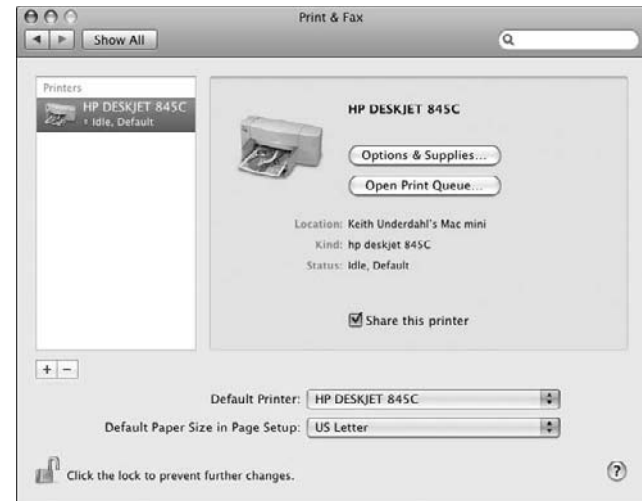 Print & Fax
Show All
Printers
HP DESKJET 845C
Idle, Default
HP DESKJET 845C
Options & Supplies...
Open Print Queue...
Location: Keith Underdahl's Mac mini
Kind: hp deskjet 845C
Status: Idle, Default
Share this printer
+ −
Default Printer: HP DESKJET 845C
Default Paper Size in Page Setup: US Letter
Click the lock to prevent further changes.
?